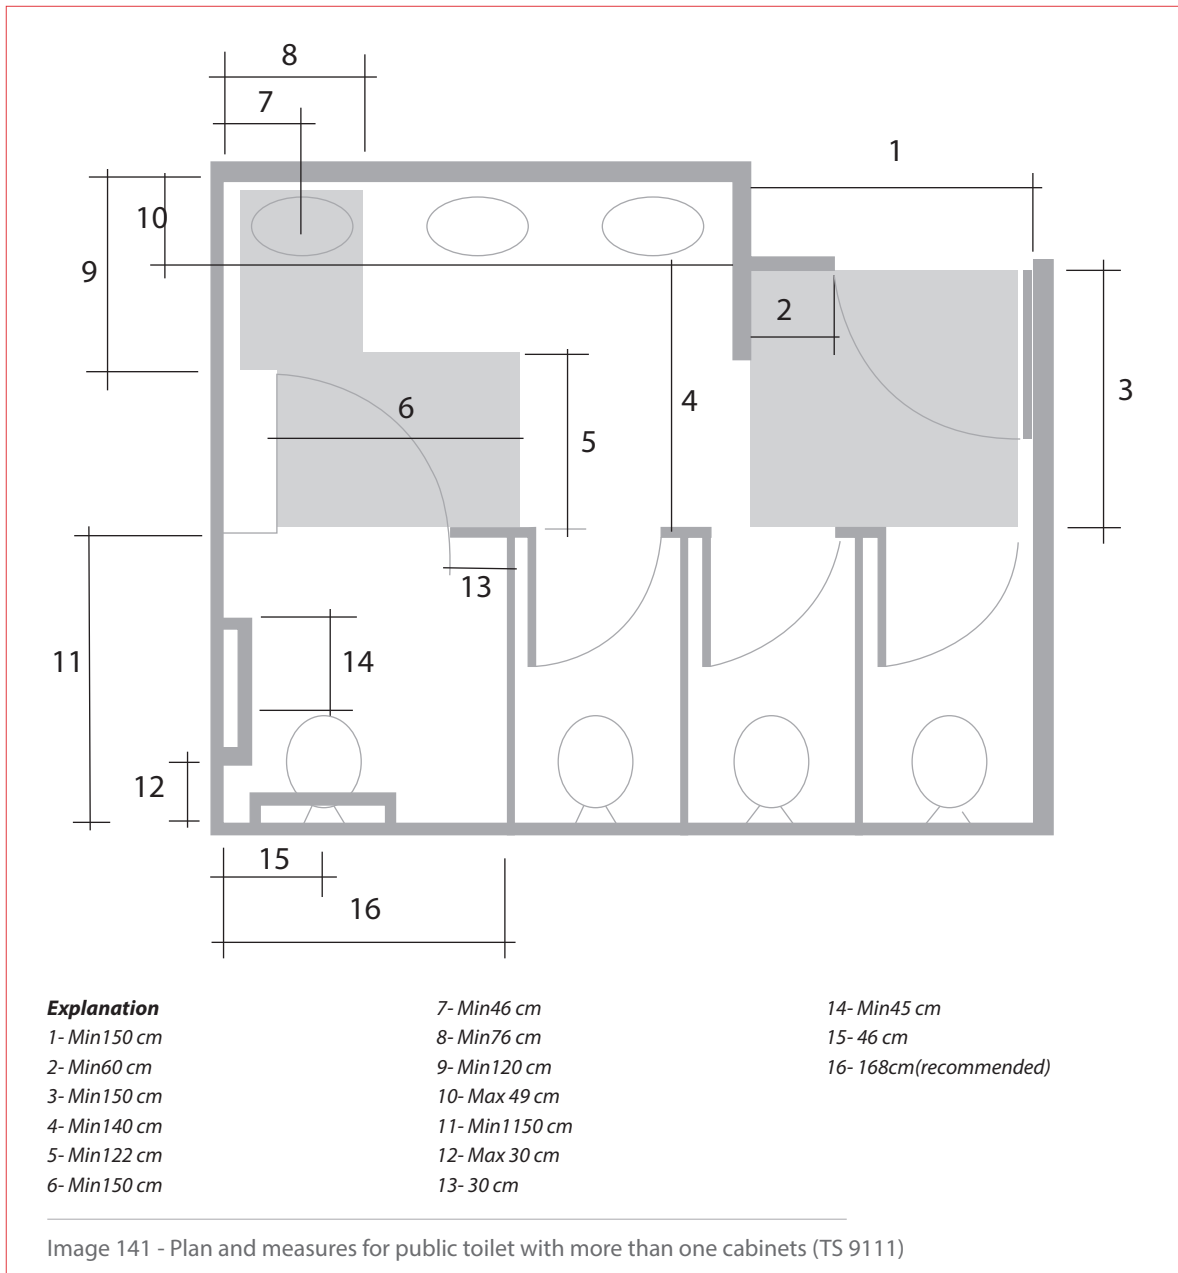 8
7
1
10
9
2
3
6
4
5
13
11
14
12
15
16
Explanation
1- Min150 cm
2- Min60 cm
3- Min150 cm
4- Min140 cm
5- Min122 cm
6- Min150 cm
7- Min46 cm
8- Min76 cm
9- Min120 cm
10- Max 49 cm
11- Min1150 cm
12- Max 30 cm
13- 30 cm
14- Min45 cm
15- 46 cm
16- 168cm(recommended)
Image 141 - Plan and measures for public toilet with more than one cabinets (TS 9111)